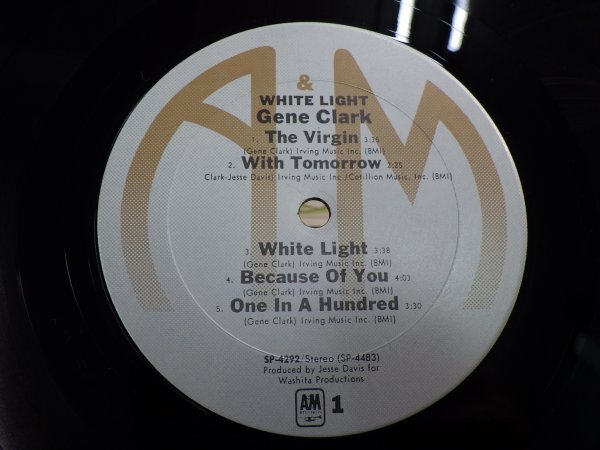 &
AM
WHITE LIGHT
Gene Clark
1. The Virgin 3:35
(Gene Clark) Irving Music Inc. (BMI)
2. With Tomorrow 2:25
Clark-Jesse Davis) Irving Music Inc./Cotillion Music, Inc. (BMI)
3. White Light 3:38
(Gene Clark) Irving Music Inc. (BMI)
4. Because Of You 4:03
(Gene Clark) Irving Music Inc. (BMI)
5. One In A Hundred 3:30
(Gene Clark) Irving Music Inc. (BMI)
SP-4292/Stereo (SP-4483)
Produced by Jesse Davis for
Washita Productions
A&M
RECORDS
1